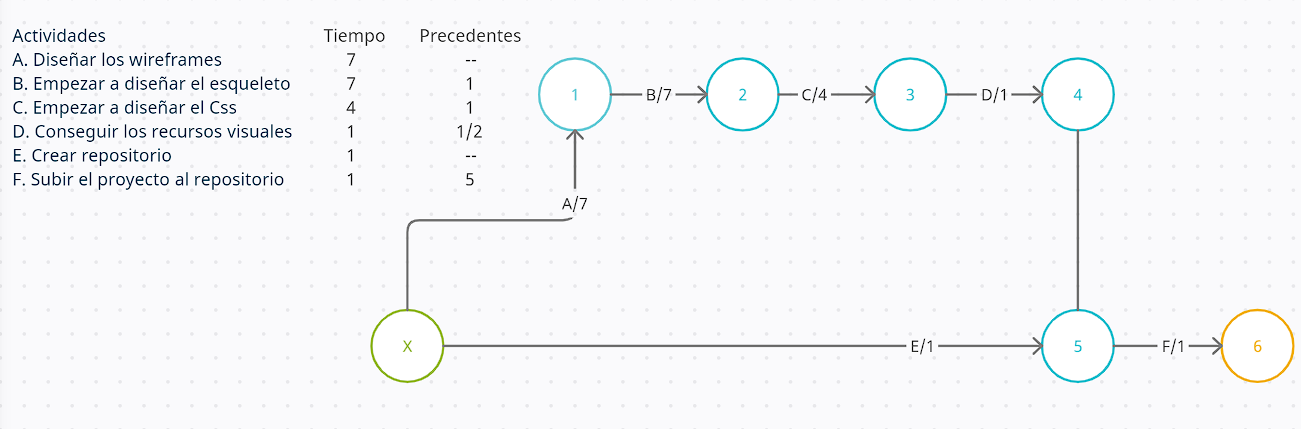 Actividades Tiempo Precedentes
A. Diseñar los wireframes 7 --
B. Empezar a diseñar el esqueleto 7 1
C. Empezar a diseñar el Css 4 1
D. Conseguir los recursos visuales 1 1/2
E. Crear repositorio 1 --
F. Subir el proyecto al repositorio 1 5
1 B/7 2 C/4 3 D/1 4
A/7
X E/1 5 F/1 6